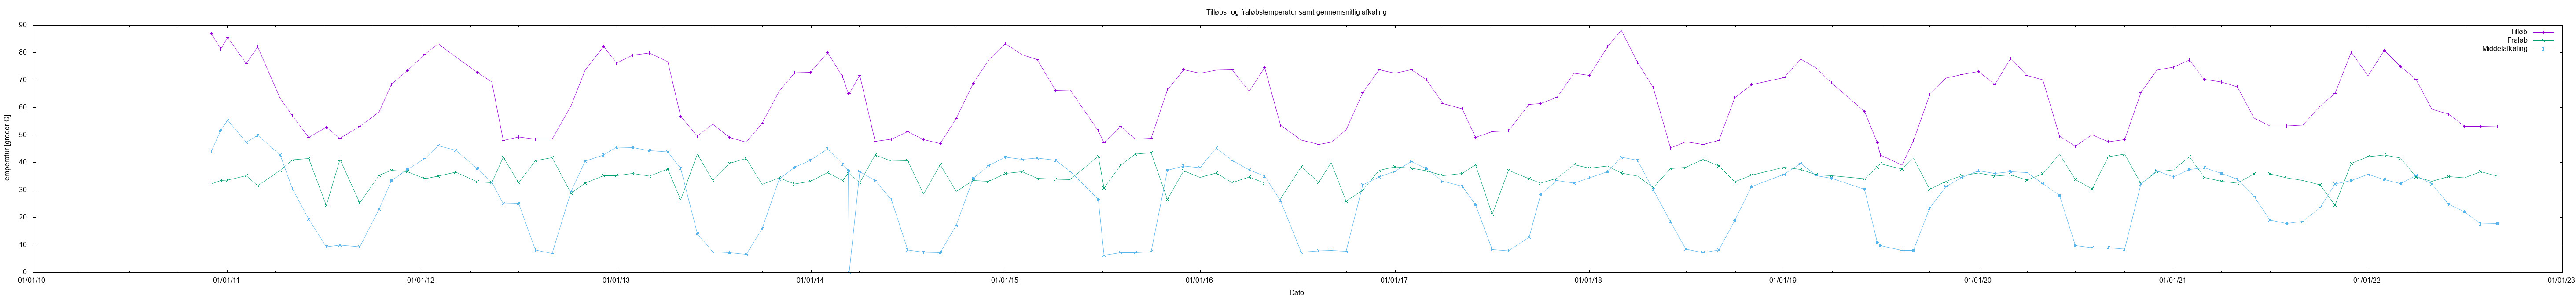 Tilløbs- og fraløbstemperatur samt gennemsnitlig afkøling
Tilløb
Fraløb
Middelafkøling
Temperatur [grader C]
90
80
70
60
50
40
30
20
10
0
01/01/10 01/01/11 01/01/12 01/01/13 01/01/14 01/01/15 01/01/16 01/01/17 01/01/18 01/01/19 01/01/20 01/01/21 01/01/22 01/01/23
Dato